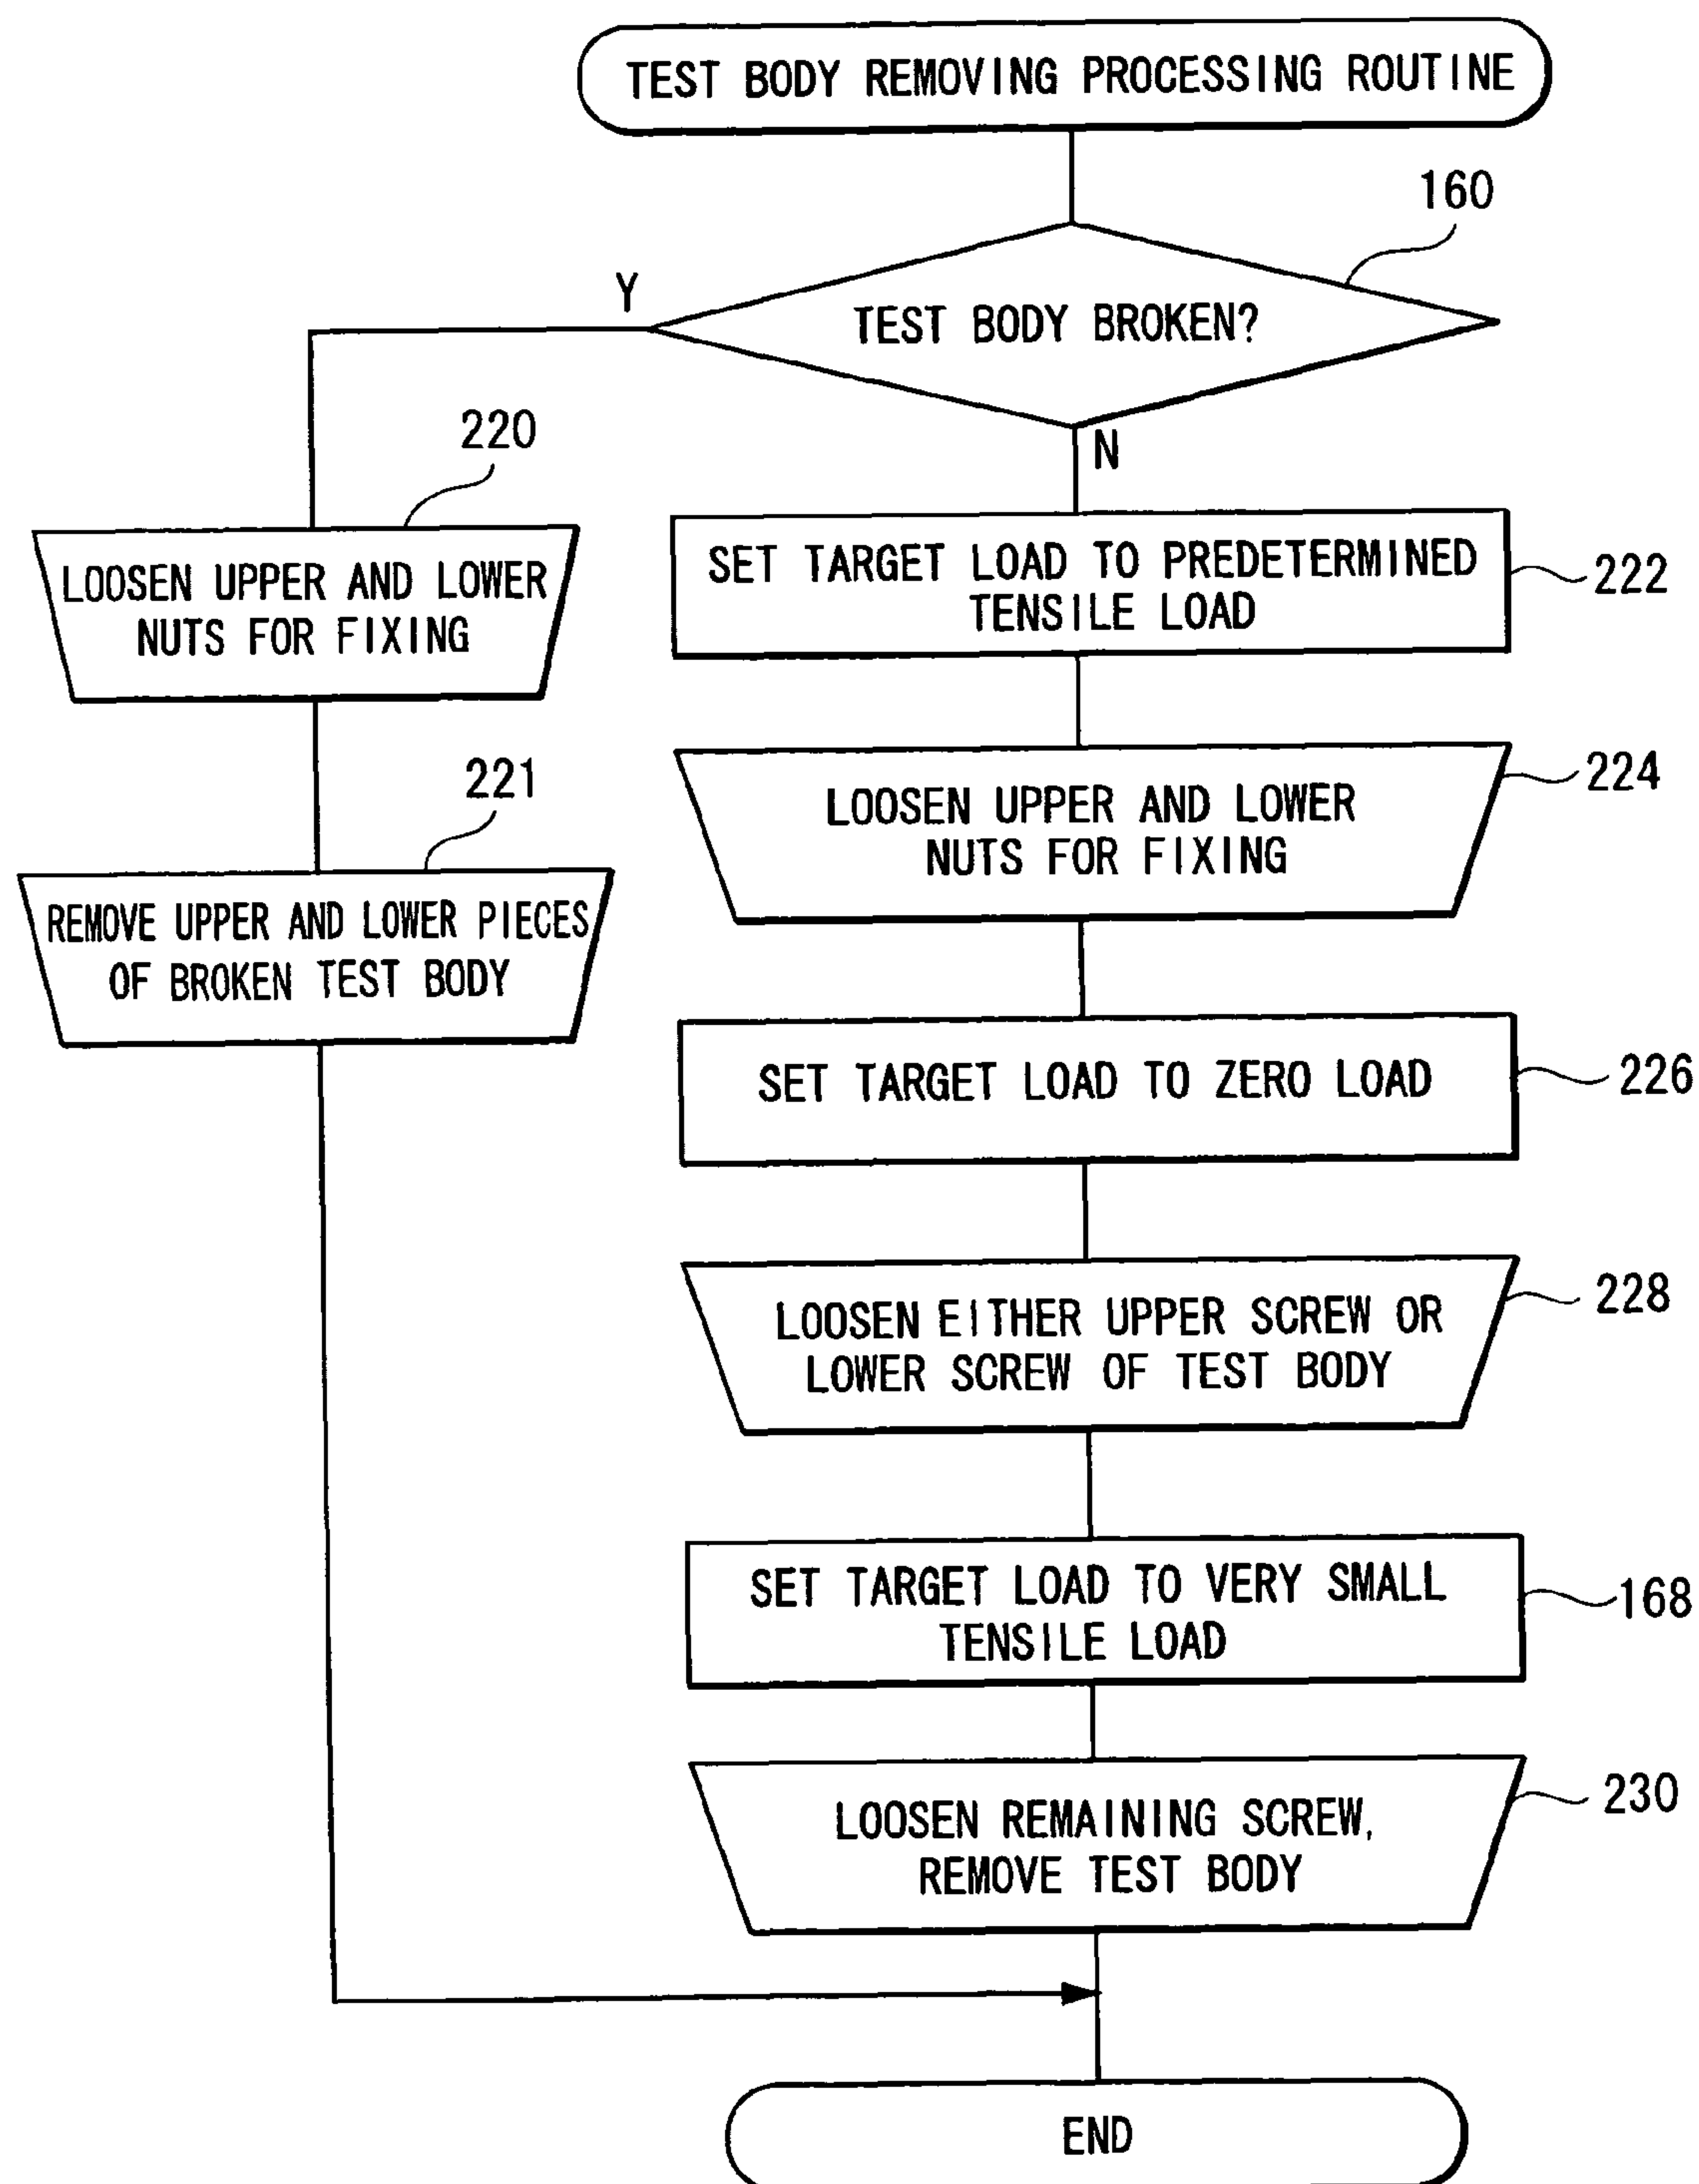 TEST BODY REMOVING PROCESSING ROUTINE
160
TEST BODY BROKEN?
Y
N
220
LOOSEN UPPER AND LOWER
NUTS FOR FIXING
221
REMOVE UPPER AND LOWER PIECES
OF BROKEN TEST BODY
SET TARGET LOAD TO PREDETERMINED
TENSILE LOAD
222
LOOSEN UPPER AND LOWER
NUTS FOR FIXING
224
SET TARGET LOAD TO ZERO LOAD
226
LOOSEN EITHER UPPER SCREW OR
LOWER SCREW OF TEST BODY
228
SET TARGET LOAD TO VERY SMALL
TENSILE LOAD
168
LOOSEN REMAINING SCREW,
REMOVE TEST BODY
230
END